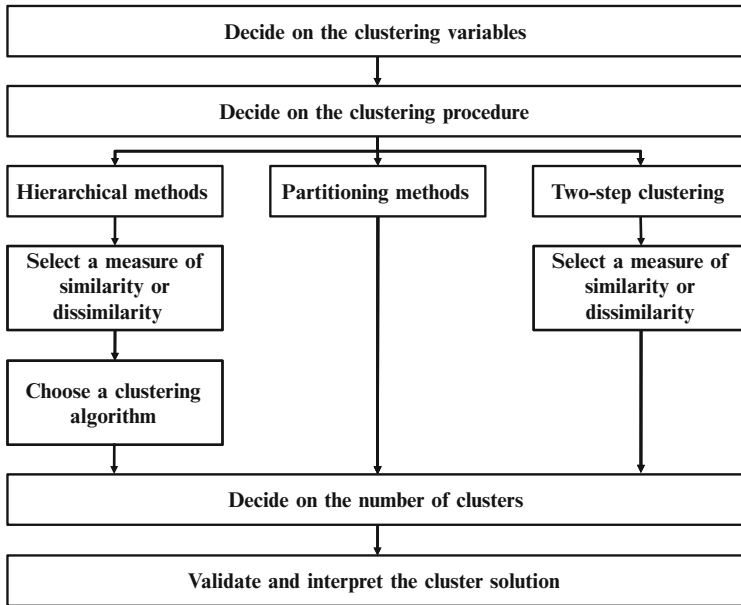 Decide on the clustering variables
Decide on the clustering procedure
Hierarchical methods
Partitioning methods
Two-step clustering
Select a measure of
similarity or
dissimilarity
Select a measure of
similarity or
dissimilarity
Choose a clustering
algorithm
Decide on the number of clusters
Validate and interpret the cluster solution